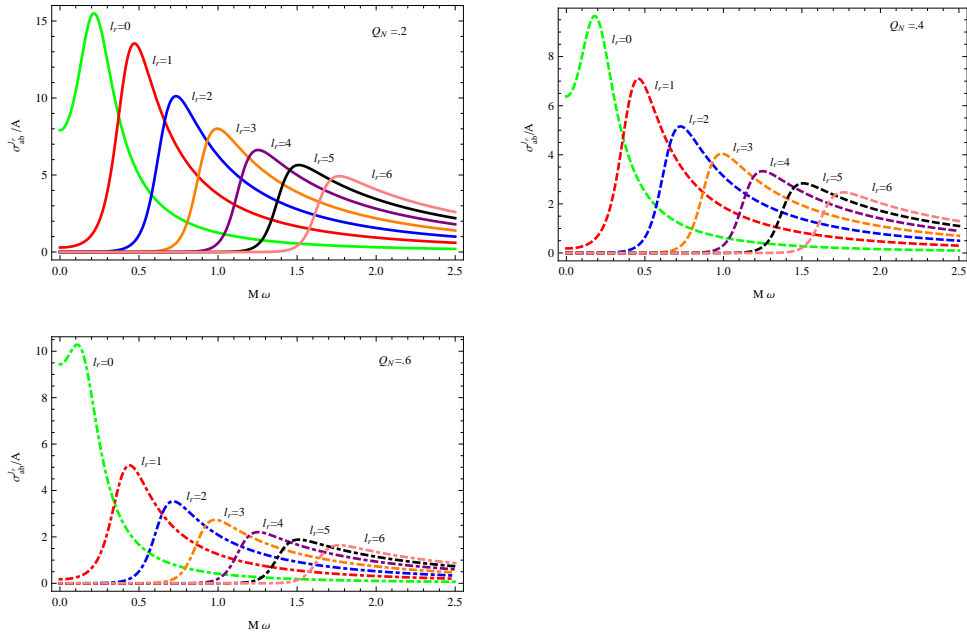 σ_ab^{l_r}/A
15
10
5
0
Q_N=.2
l_r=0
l_r=1
l_r=2
l_r=3
l_r=4
l_r=5
l_r=6
0.0 0.5 1.0 1.5 2.0 2.5
M ω
σ_ab^{l_r}/A
8
6
4
2
0
Q_N=.4
l_r=0
l_r=1
l_r=2
l_r=3
l_r=4
l_r=5
l_r=6
0.0 0.5 1.0 1.5 2.0 2.5
M ω
σ_ab^{l_r}/A
10
8
6
4
2
0
Q_N=.6
l_r=0
l_r=1
l_r=2
l_r=3
l_r=4
l_r=5
l_r=6
0.0 0.5 1.0 1.5 2.0 2.5
M ω